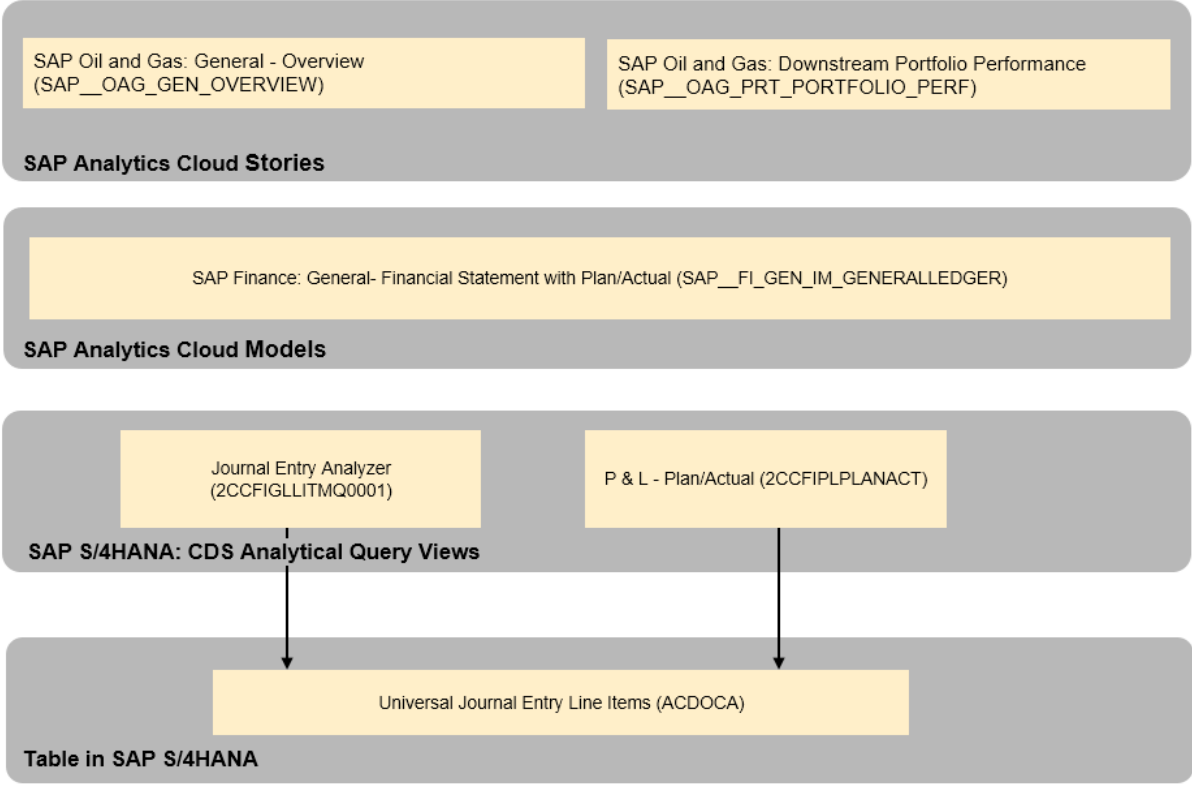 SAP Oil and Gas: General - Overview
(SAP__OAG_GEN_OVERVIEW)
SAP Oil and Gas: Downstream Portfolio Performance
(SAP__OAG_PRT_PORTFOLIO_PERF)
SAP Analytics Cloud Stories
SAP Finance: General- Financial Statement with Plan/Actual (SAP__FI_GEN_IM_GENERALLEDGER)
SAP Analytics Cloud Models
Journal Entry Analyzer
(2CCFIGLLITMQ0001)
P & L - Plan/Actual (2CCFIPLPLANACT)
SAP S/4HANA: CDS Analytical Query Views
Universal Journal Entry Line Items (ACDOCA)
Table in SAP S/4HANA